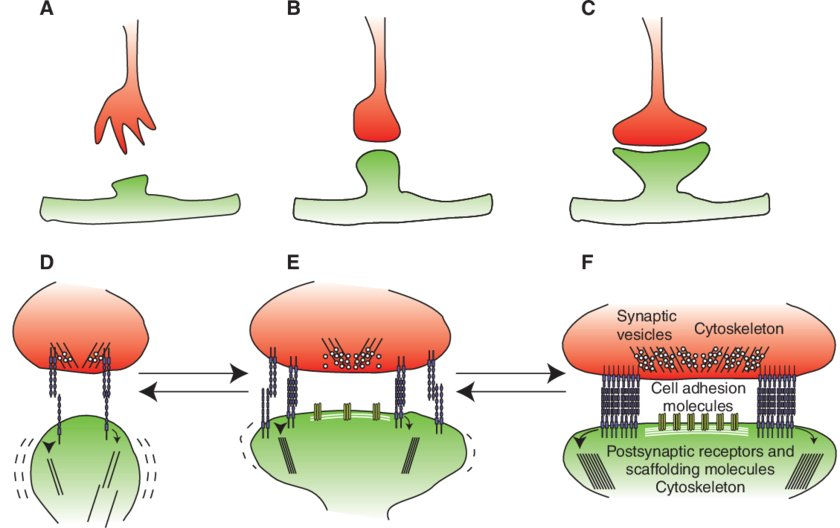 A
B
C
D
E
F
Synaptic
vesicles
Cytoskeleton
Cell adhesion
molecules
Postsynaptic receptors and
scaffolding molecules
Cytoskeleton